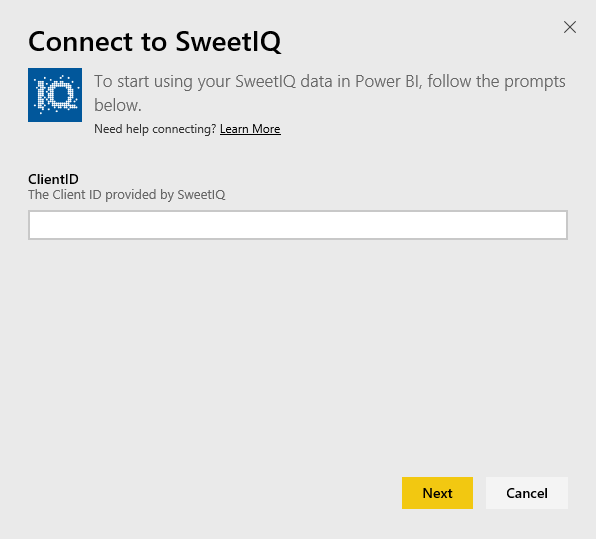 Connect to SweetIQ
IQ
To start using your SweetIQ data in Power BI, follow the prompts
below.
Need help connecting? Learn More
ClientID
The Client ID provided by SweetIQ
Next
Cancel